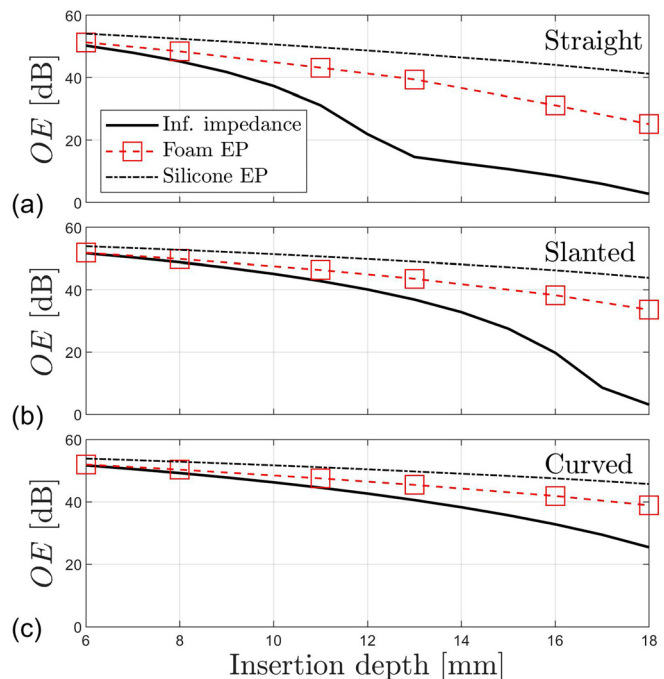 60
40
20
0
OE [dB]
Straight
Inf. impedance
Foam EP
Silicone EP
(a)
60
40
20
0
OE [dB]
Slanted
(b)
60
40
20
0
OE [dB]
Curved
(c)
6 8 10 12 14 16 18
Insertion depth [mm]